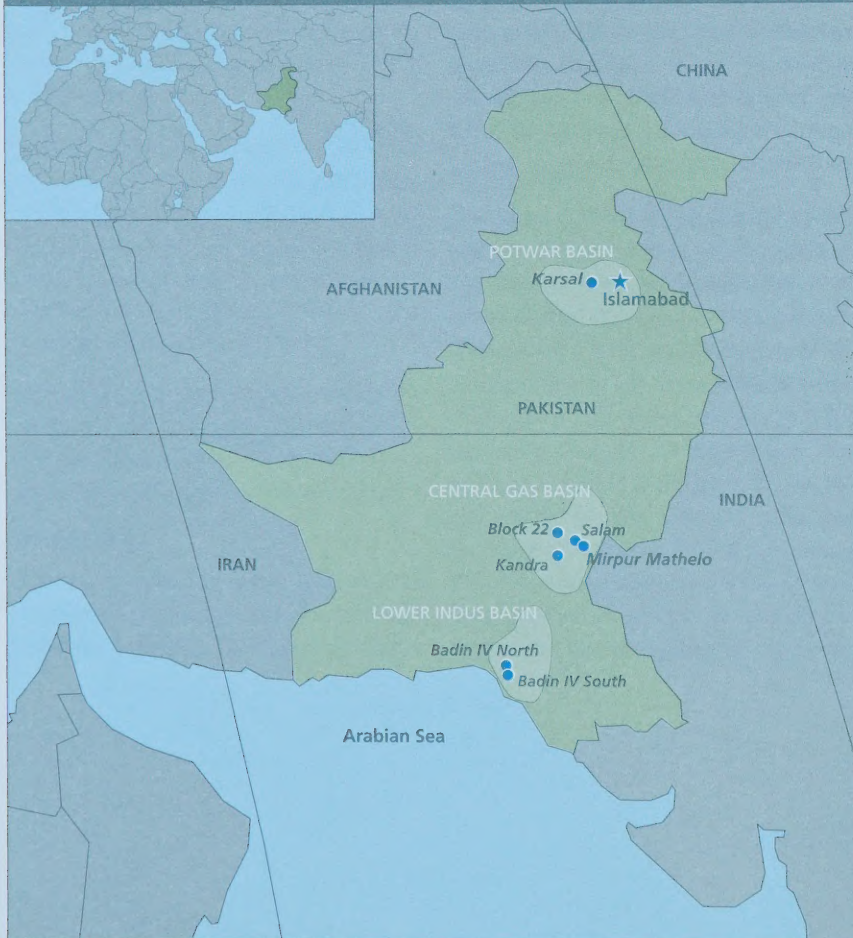 CHINA
POTWAR BASIN
Karsal
Islamabad
AFGHANISTAN
PAKISTAN
CENTRAL GAS BASIN
INDIA
Block 22
Salam
Mirpur Mathelo
Kandra
IRAN
LOWER INDUS BASIN
Badin IV North
Badin IV South
Arabian Sea